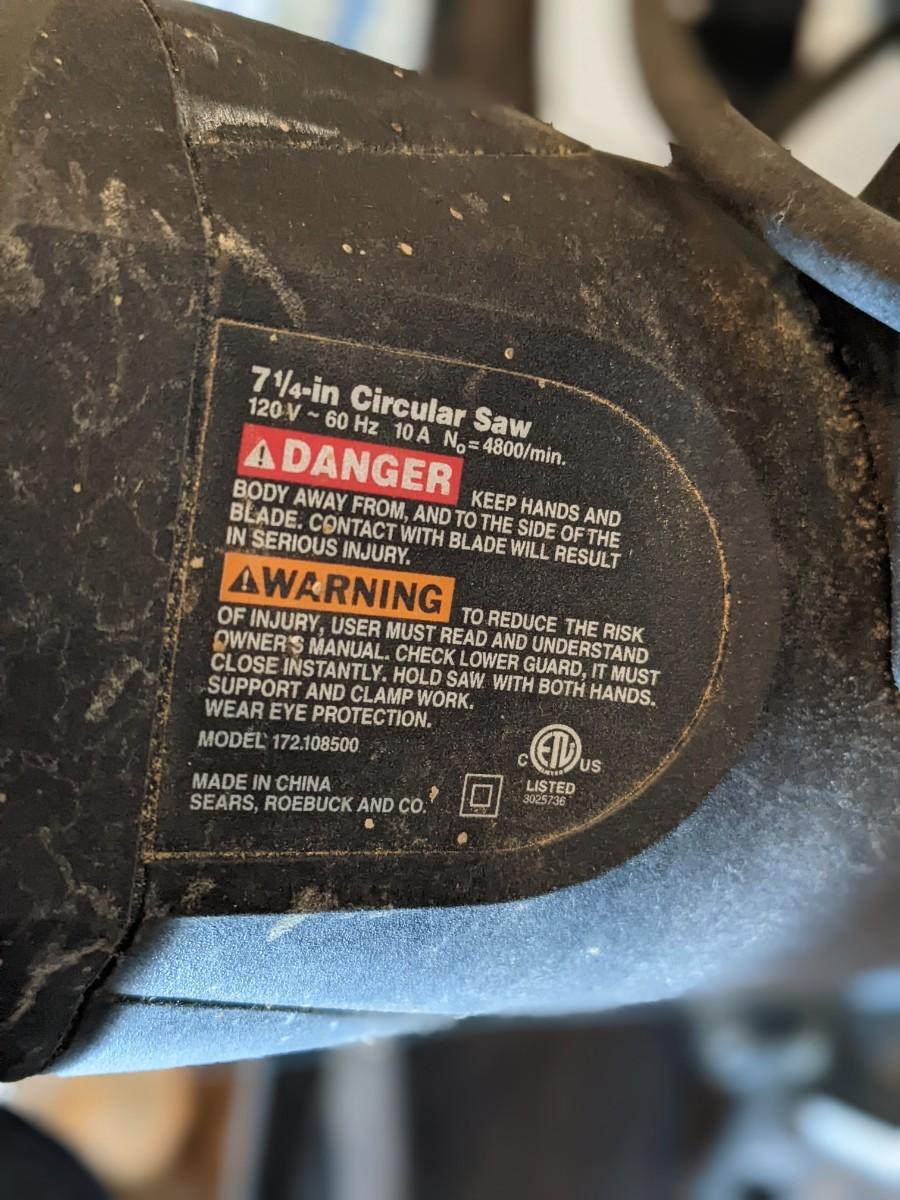 7 1/4-in Circular Saw
120 V ~ 60 Hz 10 A No = 4800/min.
DANGER KEEP HANDS AND
BODY AWAY FROM, AND TO THE SIDE OF THE
BLADE. CONTACT WITH BLADE WILL RESULT
IN SERIOUS INJURY.
WARNING TO REDUCE THE RISK
OF INJURY, USER MUST READ AND UNDERSTAND
OWNER'S MANUAL. CHECK LOWER GUARD, IT MUST
CLOSE INSTANTLY. HOLD SAW WITH BOTH HANDS.
SUPPORT AND CLAMP WORK.
WEAR EYE PROTECTION.
MODEL 172.108500
MADE IN CHINA
SEARS, ROEBUCK AND CO.
C ETL US
LISTED
3025736